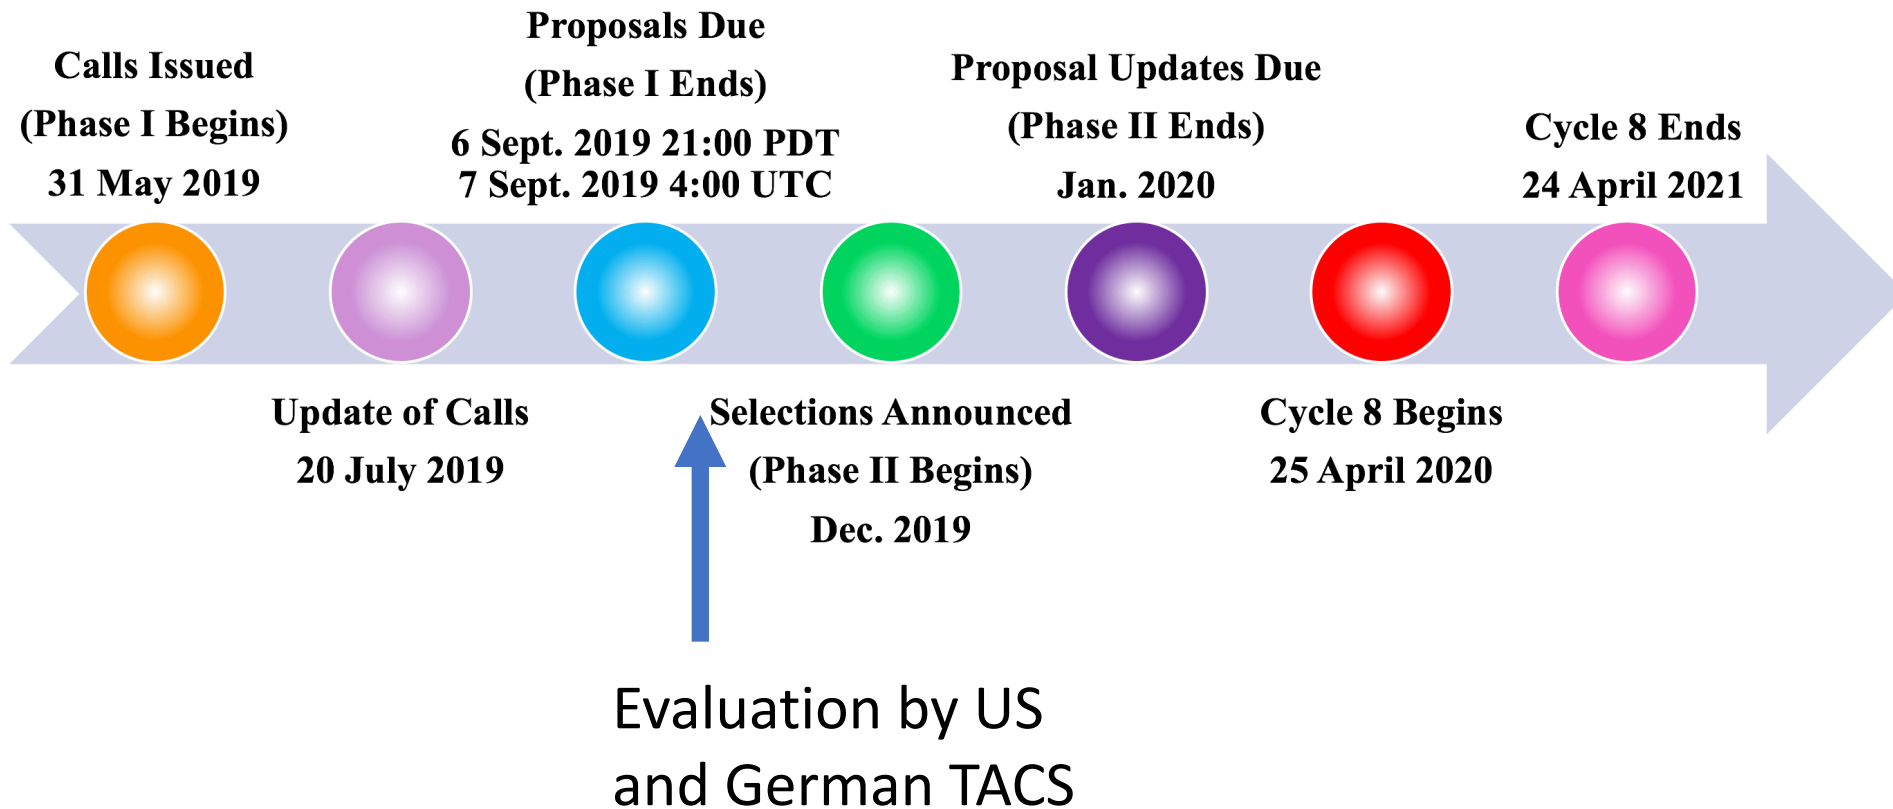 Calls Issued
(Phase I Begins)
31 May 2019
Update of Calls
20 July 2019
Proposals Due
(Phase I Ends)
6 Sept. 2019 21:00 PDT
7 Sept. 2019 4:00 UTC
Selections Announced
(Phase II Begins)
Dec. 2019
Proposal Updates Due
(Phase II Ends)
Jan. 2020
Cycle 8 Begins
25 April 2020
Cycle 8 Ends
24 April 2021
Evaluation by US
and German TACS